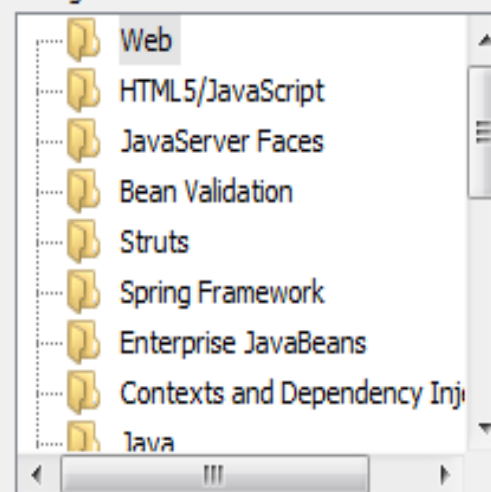 Web
HTML5/JavaScript
JavaServer Faces
Bean Validation
Struts
Spring Framework
Enterprise JavaBeans
Contexts and Dependency Inj
Java